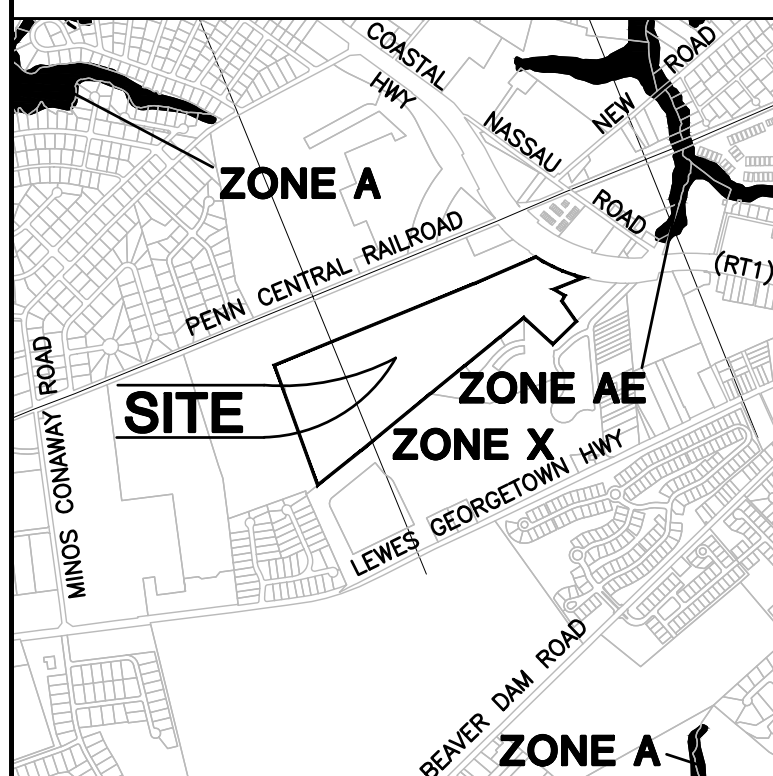 COASTAL
HWY
NEW ROAD
NASSAU ROAD
ZONE A
PENN CENTRAL RAILROAD
(RT1)
MINOS CONAWAY ROAD
SITE
ZONE AE
ZONE X
LEWES GEORGETOWN HWY
BEAVER DAM ROAD
ZONE A